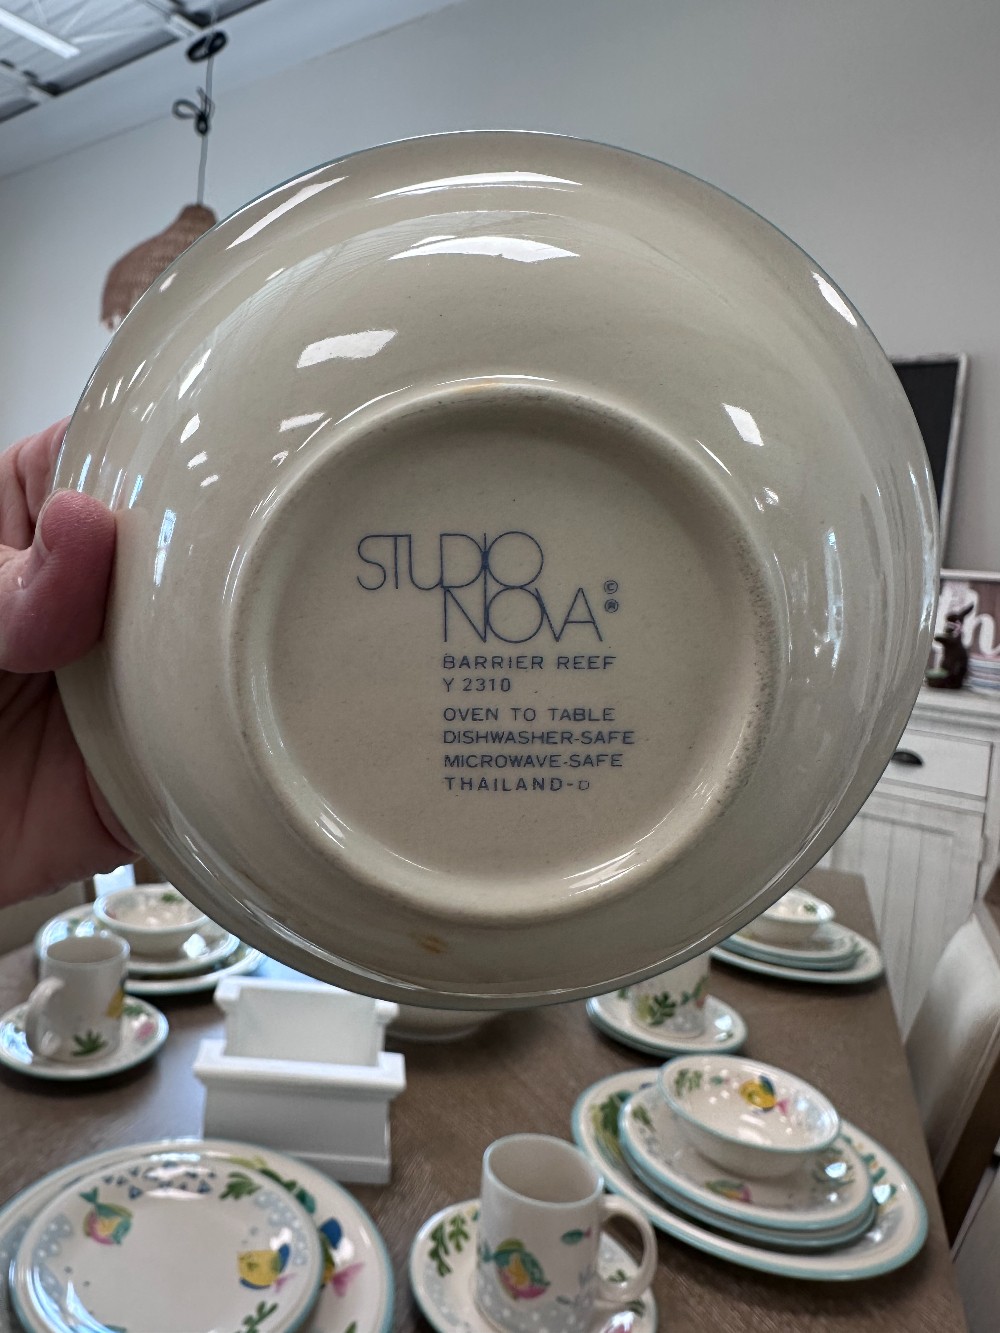 STUDIO
NOVA © ®
BARRIER REEF
Y 2310
OVEN TO TABLE
DISHWASHER-SAFE
MICROWAVE-SAFE
THAILAND-D